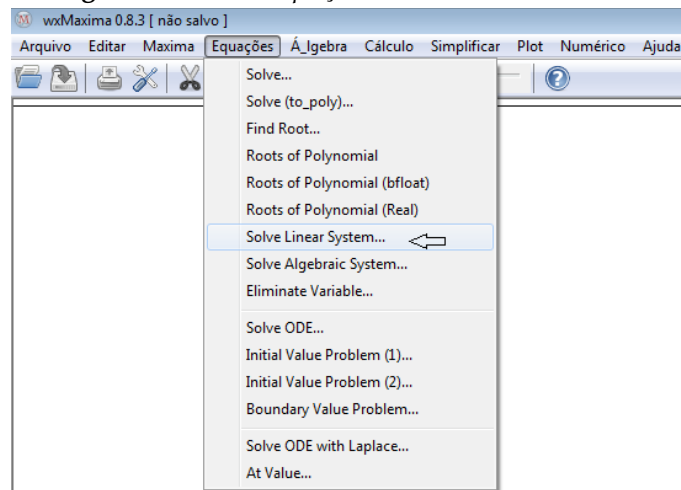 wxMaxima 0.8.3 [ não salvo ]
Arquivo Editar Maxima Equações Á_lgebra Cálculo Simplificar Plot Numérico Ajuda
Solve...
Solve (to_poly)...
Find Root...
Roots of Polynomial
Roots of Polynomial (bfloat)
Roots of Polynomial (Real)
Solve Linear System...
Solve Algebraic System...
Eliminate Variable...
Solve ODE...
Initial Value Problem (1)...
Initial Value Problem (2)...
Boundary Value Problem...
Solve ODE with Laplace...
At Value...